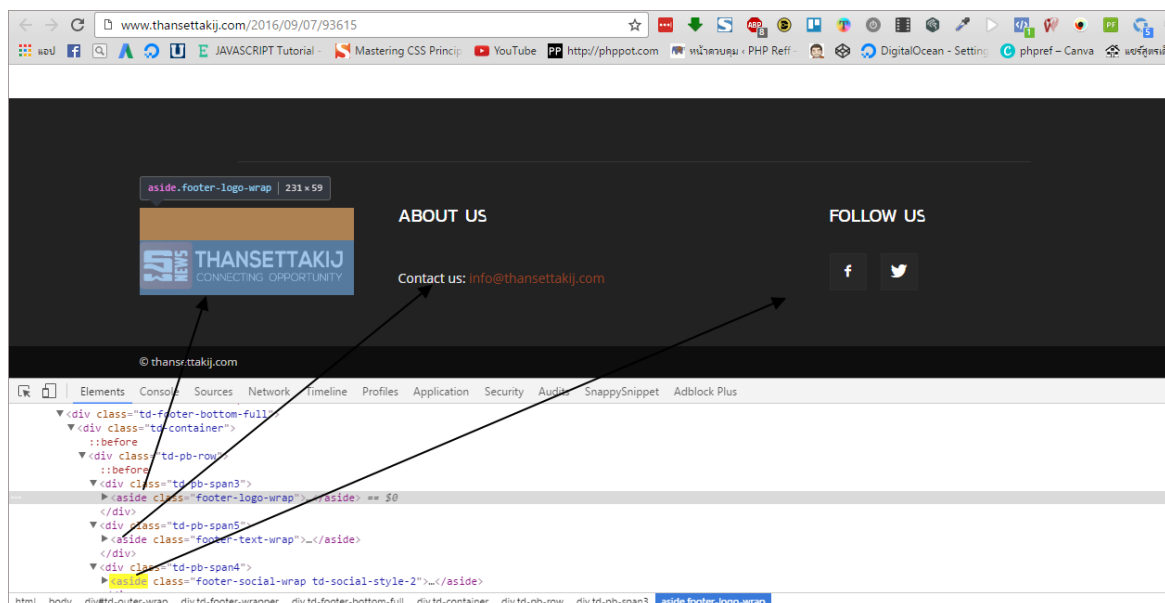 www.thansettakij.com/2016/09/07/93615
แอป JAVASCRIPT Tutorial - Mastering CSS Princip YouTube PP http://phppot.com หน้าควบคุม ‹ PHP Reff - DigitalOcean - Setting phpref – Canva
aside.footer-logo-wrap 231 × 59
ABOUT US FOLLOW US
NEWS THANSETTAKIJ
CONNECTING OPPORTUNITY
Contact us: info@thansettakij.com
© thansettakij.com
Elements Console Sources Network Timeline Profiles Application Security Audits SnappySnippet Adblock Plus
▼<div class="td-footer-bottom-full">
▼<div class="td-container">
::before
▼<div class="td-pb-row">
::before
▼<div class="td-pb-span3">
... ▶<aside class="footer-logo-wrap">…</aside> == $0
</div>
▼<div class="td-pb-span5">
▶<aside class="footer-text-wrap">…</aside>
</div>
▼<div class="td-pb-span4">
▶<aside class="footer-social-wrap td-social-style-2">…</aside>
html body div#td-outer-wrap div.td-footer-wrapper div.td-footer-bottom-full div.td-container div.td-pb-row div.td-pb-span3 aside.footer-logo-wrap